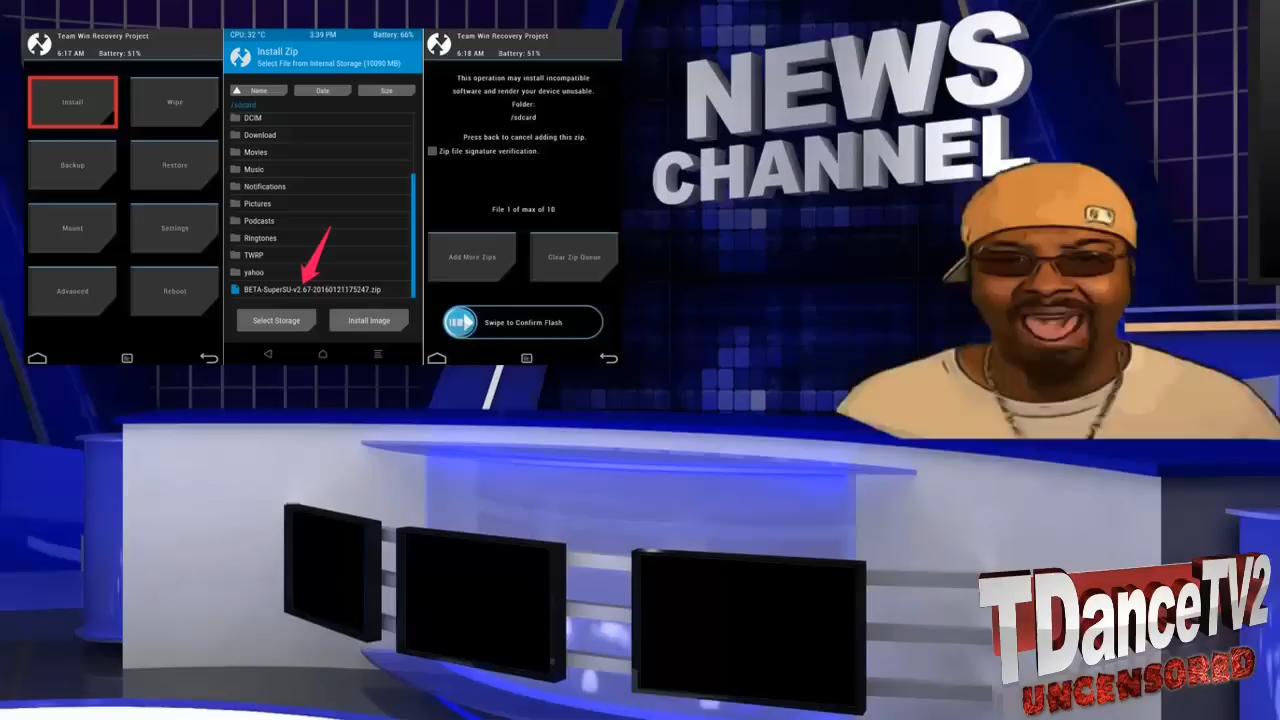 Team Win Recovery Project
6:17 AM Battery: 51%
Install
Wipe
Backup
Restore
Mount
Settings
Advanced
Reboot
CPU: 32 °C 3:39 PM Battery: 66%
Install Zip
Select File from Internal Storage (10090 MB)
Name Date Size
/sdcard
DCIM
Download
Movies
Music
Notifications
Pictures
Podcasts
Ringtones
TWRP
yahoo
BETA-SuperSU-v2.67-20160121175247.zip
Select Storage Install Image
Team Win Recovery Project
6:18 AM Battery: 51%
This operation may install incompatible
software and render your device unusable.
Folder:
/sdcard
Press back to cancel adding this zip.
Zip file signature verification.
File 1 of max of 10
Add More Zips Clear Zip Queue
Swipe to Confirm Flash
NEWS
CHANNEL
TDanceTV2
UNCENSORED